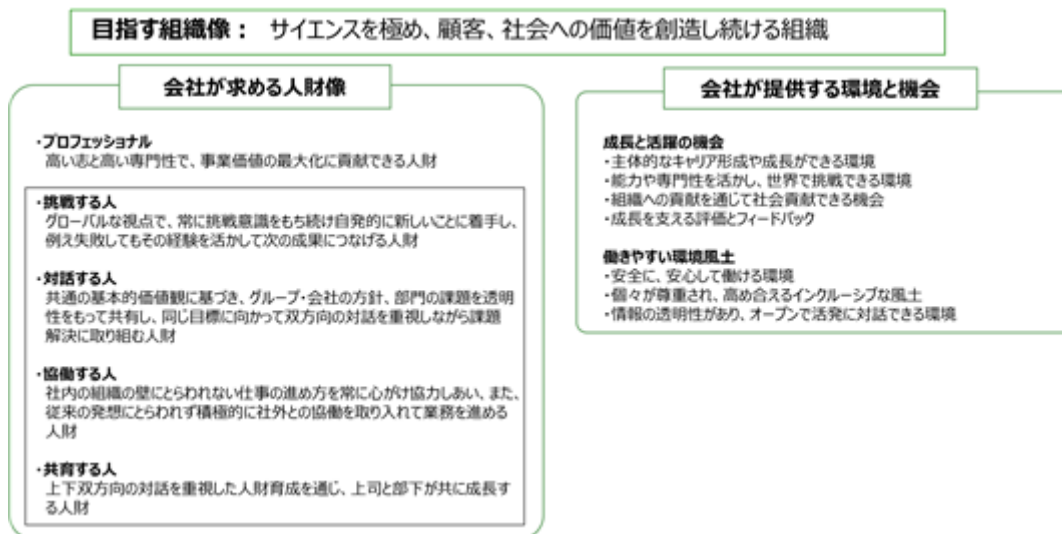 目指す組織像： サイエンスを極め、顧客、社会への価値を創造し続ける組織
会社が求める人財像
・プロフェッショナル
高い志と高い専門性で、事業価値の最大化に貢献できる人財
・挑戦する人
グローバルな視点で、常に挑戦意識をもち続け自発的に新しいことに着手し、
例え失敗してもその経験を活かして次の成果につなげる人財
・対話する人
共通の基本的価値観に基づき、グループ・会社の方針、部門の課題を透明
性をもって共有し、同じ目標に向かって双方向の対話を重視しながら課題
解決に取り組む人財
・協働する人
社内の組織の壁にとらわれない仕事の進め方を常に心がけ協力しあい、また、
従来の発想にとらわれず積極的に社外との協働を取り入れて業務を進める
人財
・共育する人
上下双方向の対話を重視した人財育成を通じ、上司と部下が共に成長す
る人財
会社が提供する環境と機会
成長と活躍の機会
・主体的なキャリア形成や成長ができる環境
・能力や専門性を活かし、世界で挑戦できる環境
・組織への貢献を通じて社会貢献できる機会
・成長を支える評価とフィードバック
働きやすい環境風土
・安全に、安心して働ける環境
・個々が尊重され、高め合えるインクルーシブな風土
・情報の透明性があり、オープンで活発に対話できる環境